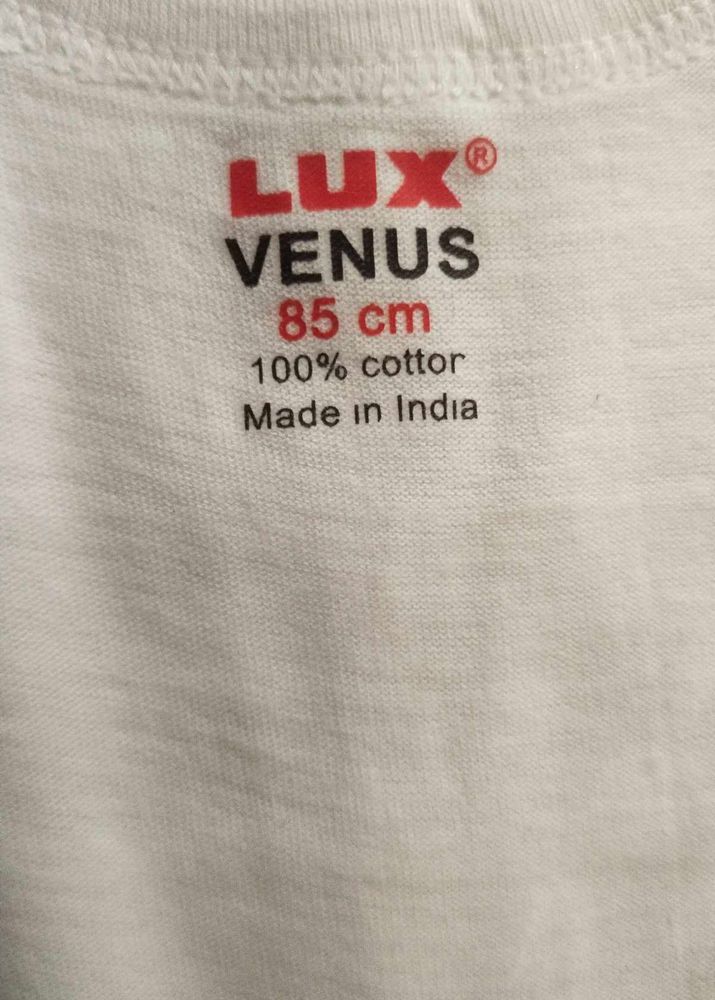 LUX®
VENUS
85 cm
100% cottor
Made in India